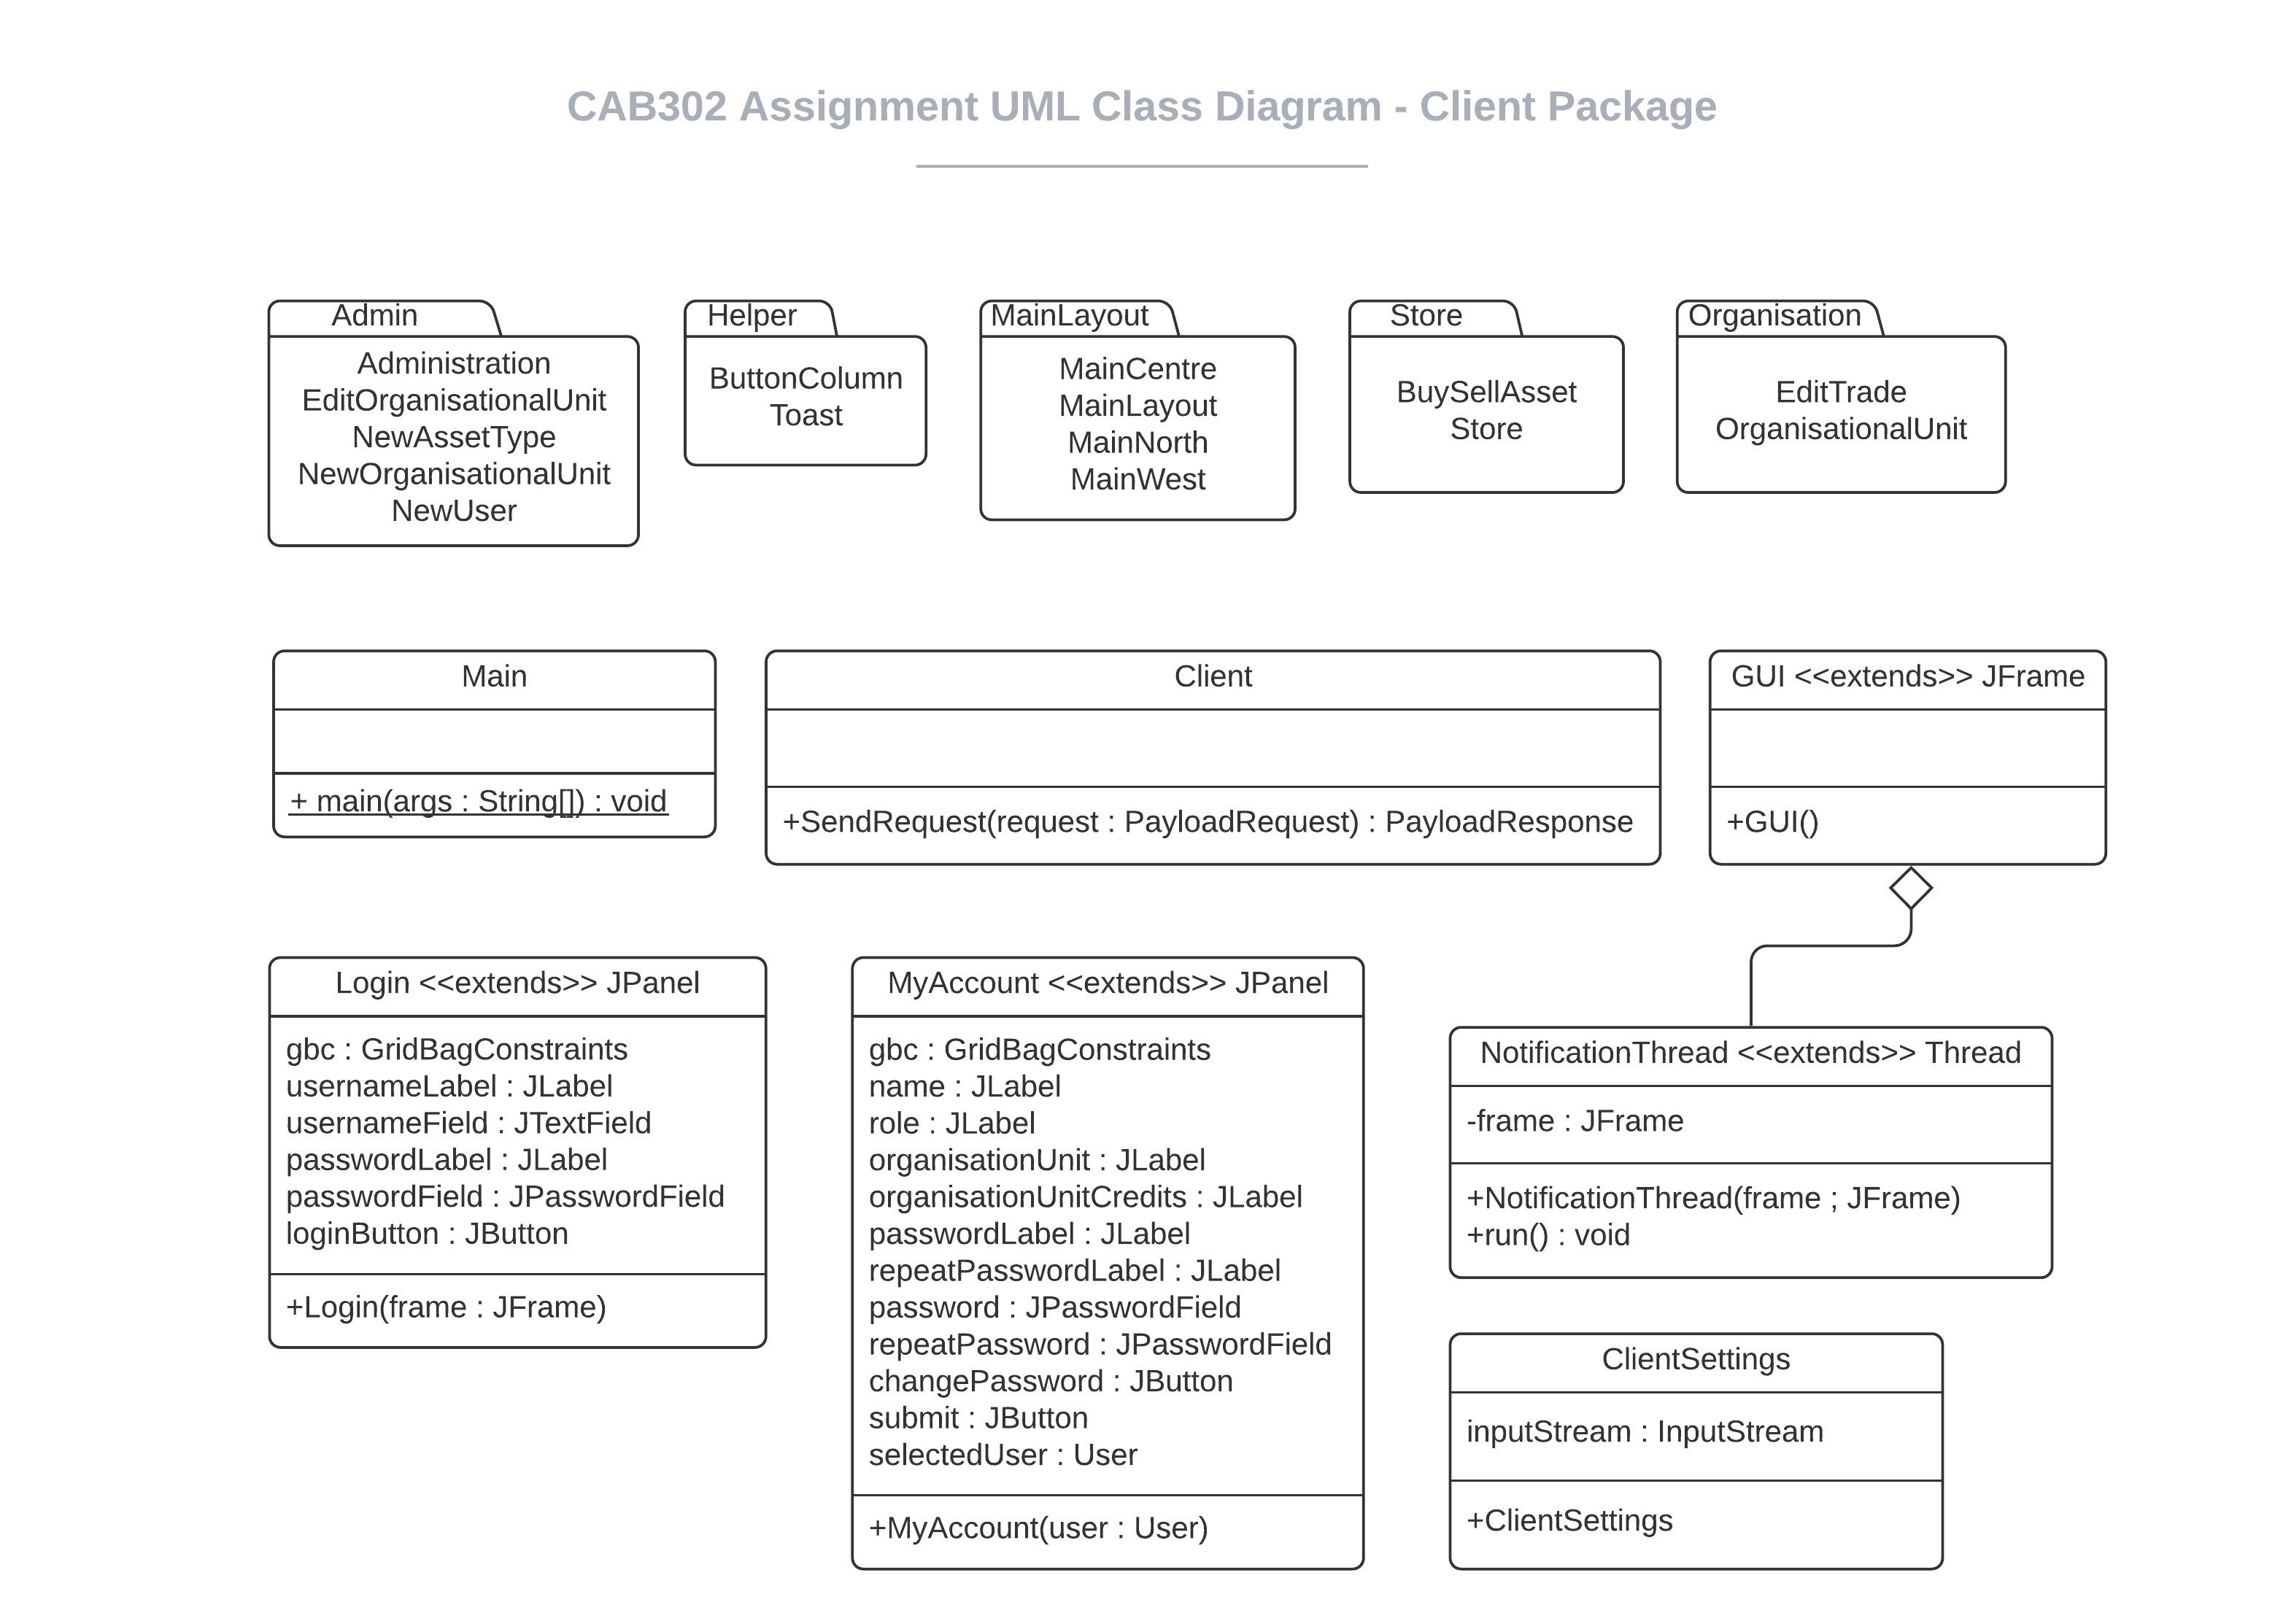 CAB302 Assignment UML Class Diagram - Client Package
Admin
Administration
EditOrganisationalUnit
NewAssetType
NewOrganisationalUnit
NewUser
Helper
ButtonColumn
Toast
MainLayout
MainCentre
MainLayout
MainNorth
MainWest
Store
BuySellAsset
Store
Organisation
EditTrade
OrganisationalUnit
Main
+ main(args : String[]) : void
Client
+SendRequest(request : PayloadRequest) : PayloadResponse
GUI <<extends>> JFrame
+GUI()
Login <<extends>> JPanel
gbc : GridBagConstraints
usernameLabel : JLabel
usernameField : JTextField
passwordLabel : JLabel
passwordField : JPasswordField
loginButton : JButton
+Login(frame : JFrame)
MyAccount <<extends>> JPanel
gbc : GridBagConstraints
name : JLabel
role : JLabel
organisationUnit : JLabel
organisationUnitCredits : JLabel
passwordLabel : JLabel
repeatPasswordLabel : JLabel
password : JPasswordField
repeatPassword : JPasswordField
changePassword : JButton
submit : JButton
selectedUser : User
+MyAccount(user : User)
NotificationThread <<extends>> Thread
-frame : JFrame
+NotificationThread(frame ; JFrame)
+run() : void
ClientSettings
inputStream : InputStream
+ClientSettings